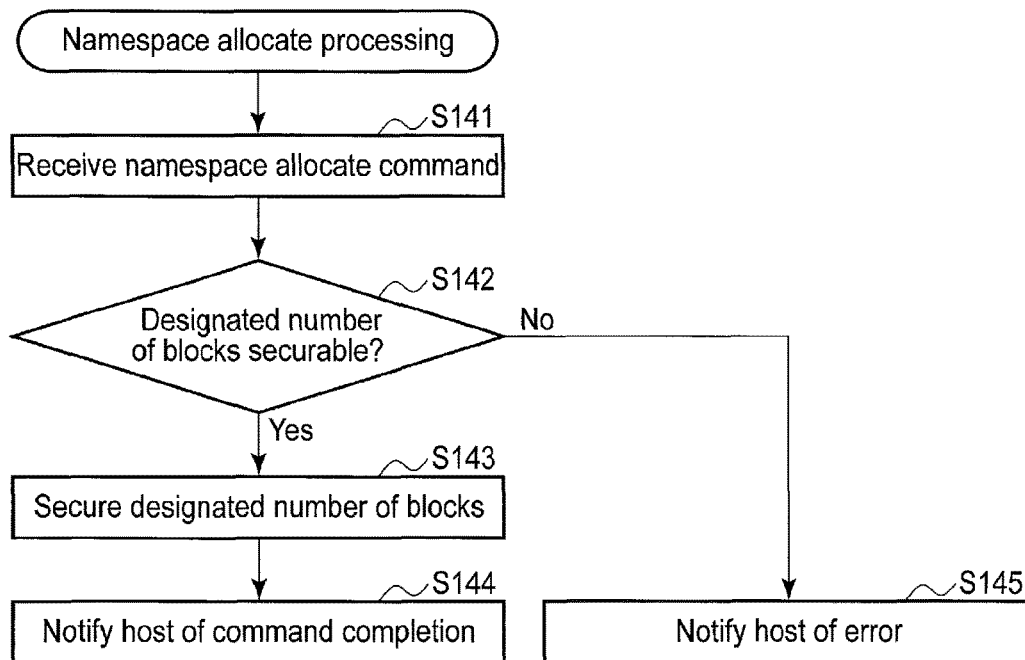 Namespace allocate processing
S141
Receive namespace allocate command
S142
Designated number
of blocks securable?
No
Yes
S143
Secure designated number of blocks
S144
Notify host of command completion
S145
Notify host of error